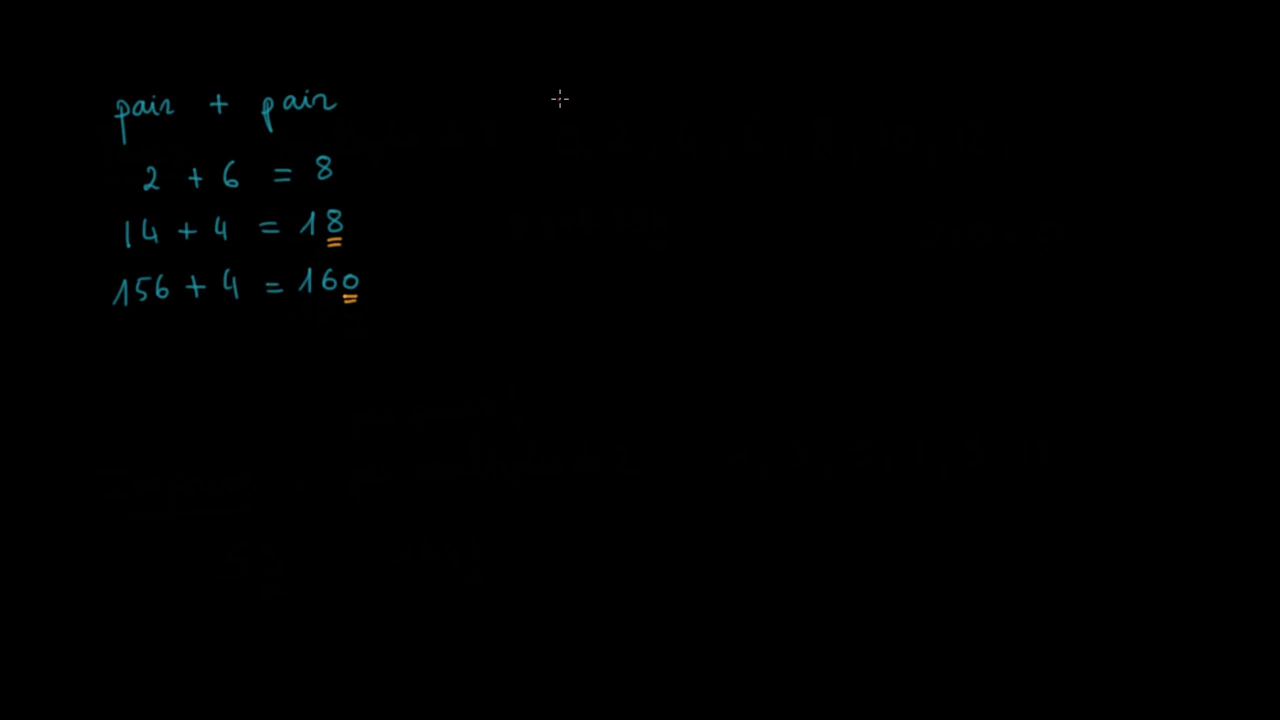 pair + pair
2 + 6 = 8
14 + 4 = 18
156 + 4 = 160